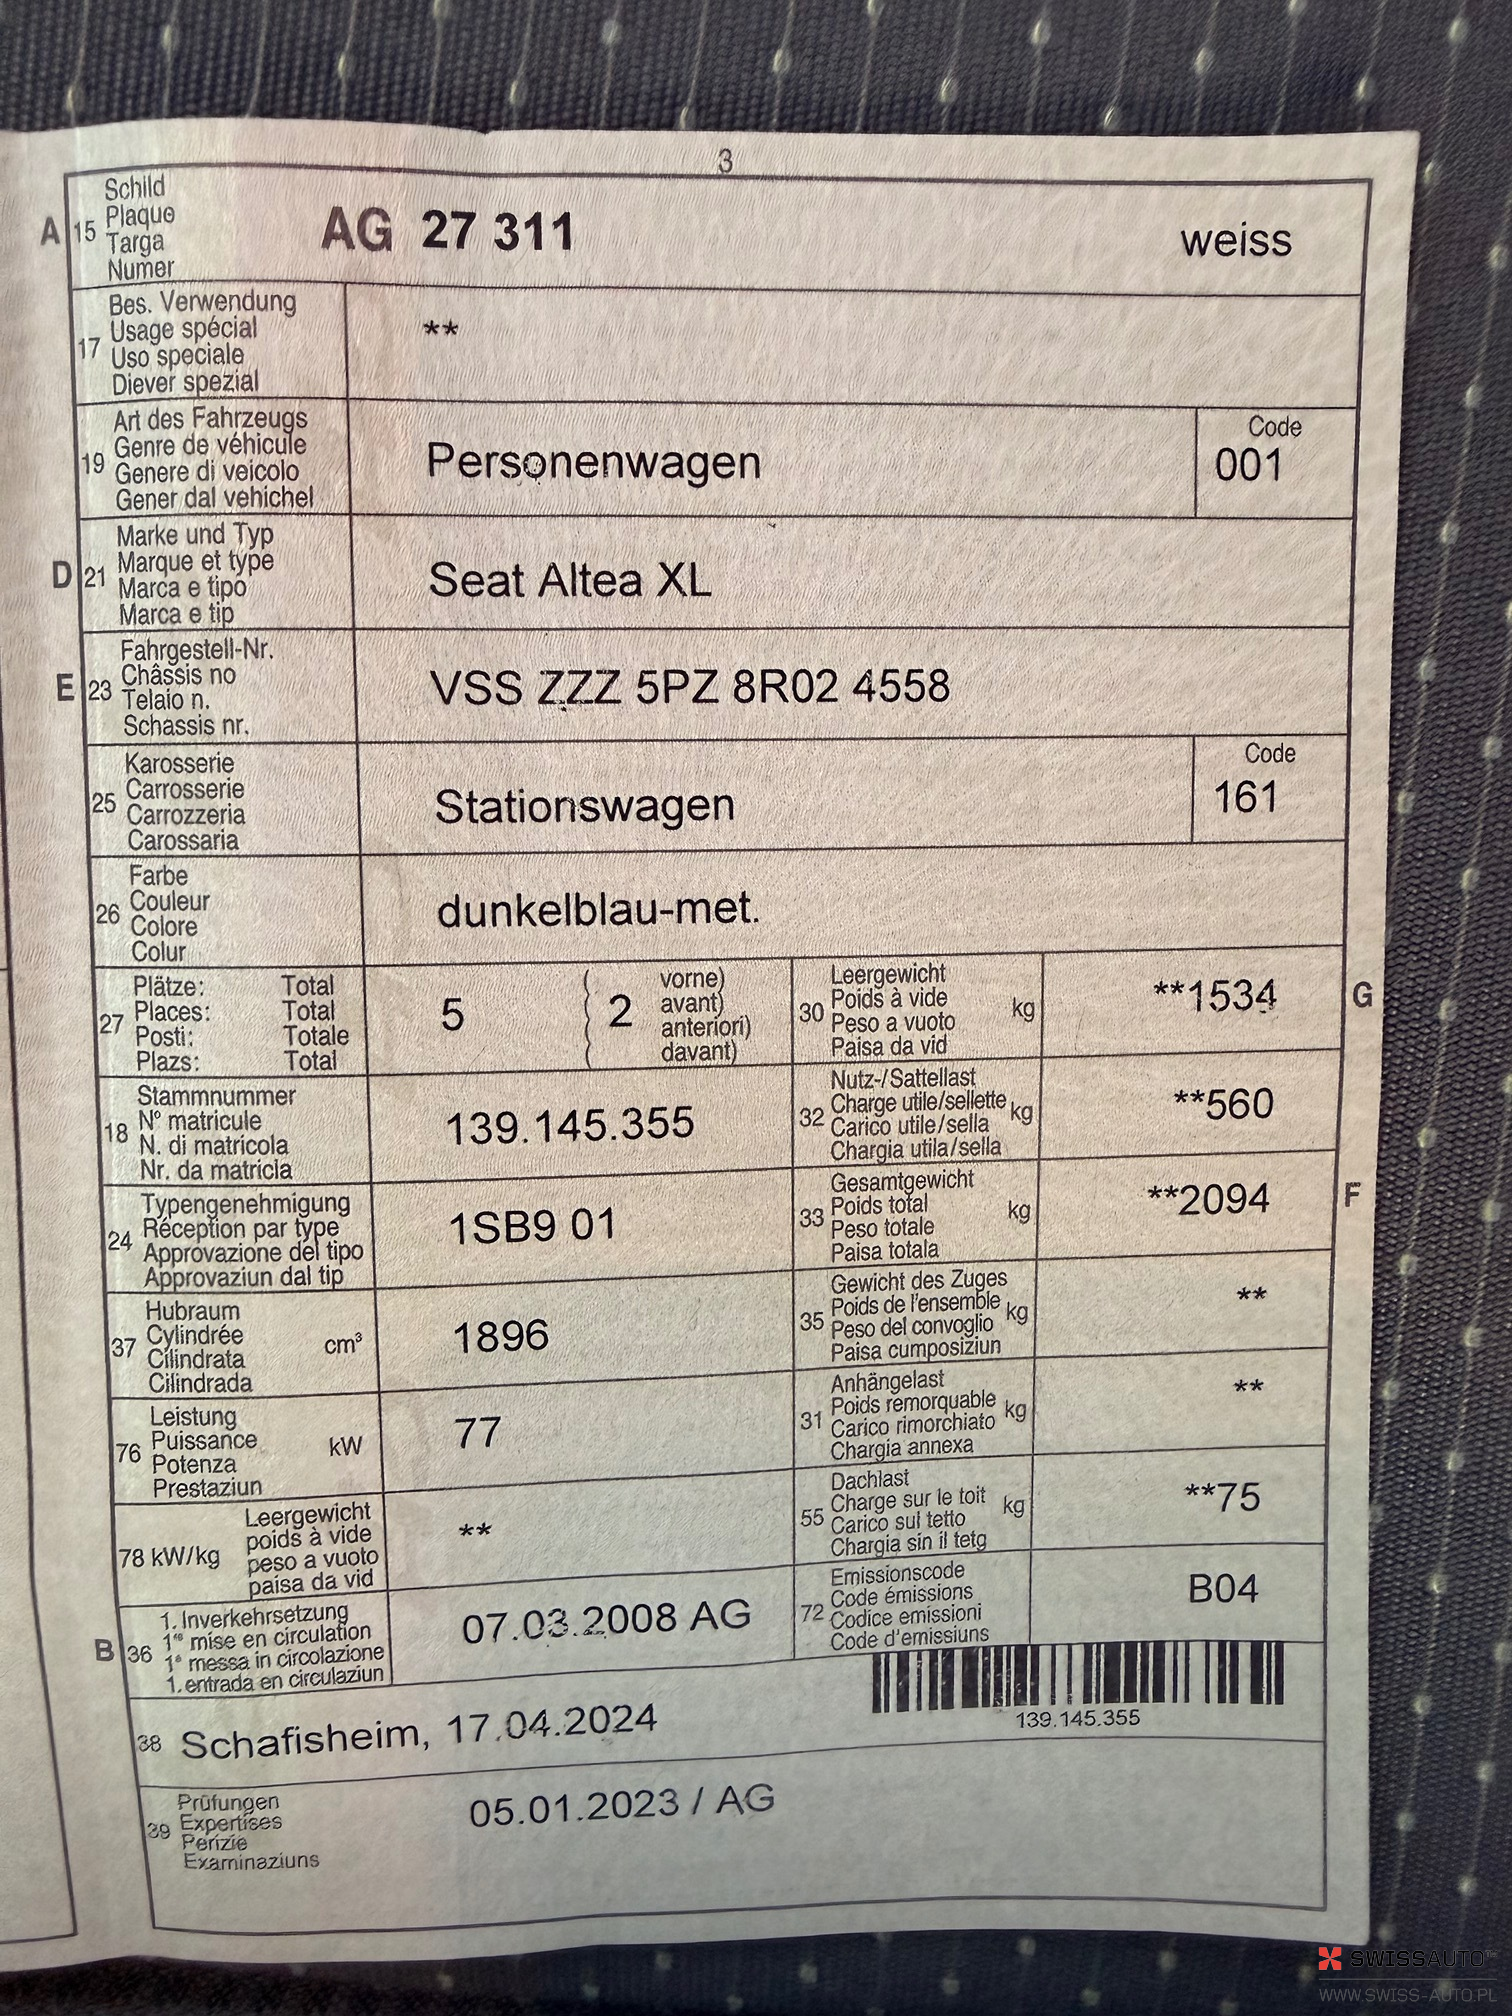 3
A 15 Schild Plaque Targa Numer AG 27 311 weiss
17 Bes. Verwendung Usage spécial Uso speciale Diever spezial **
19 Art des Fahrzeugs Genre de véhicule Genere di veicolo Gener dal vehichel Personenwagen Code 001
D 21 Marke und Typ Marque et type Marca e tipo Marca e tip Seat Altea XL
E 23 Fahrgestell-Nr. Châssis no Telaio n. Schassis nr. VSS ZZZ 5PZ 8R02 4558
25 Karosserie Carrosserie Carrozzeria Carossaria Stationswagen Code 161
26 Farbe Couleur Colore Colur dunkelblau-met.
27 Plätze: Total Places: Total Posti: Totale Plazs: Total 5 ( 2 vorne) avant) anteriori) davant)
30 Leergewicht Poids à vide Peso a vuoto Paisa da vid kg **1534 G
18 Stammnummer N° matricule N. di matricola Nr. da matricla 139.145.355
32 Nutz-/Sattellast Charge utile/sellette Carico utile/sella Chargia utila/sella kg **560
24 Typengenehmigung Réception par type Approvazione del tipo Approvaziun dal tip 1SB9 01
33 Gesamtgewicht Poids total Peso totale Paisa totala kg **2094 F
37 Hubraum Cylindrée Cilindrata Cilindrada cm³ 1896
35 Gewicht des Zuges Poids de l'ensemble Peso del convoglio Paisa cumposiziun kg **
76 Leistung Puissance Potenza Prestaziun kW 77
31 Anhängelast Poids remorquable Carico rimorchiato Chargia annexa kg **
78 kW/kg Leergewicht poids à vide peso a vuoto paisa da vid **
55 Dachlast Charge sur le toit Carico sul tetto Chargia sin il tetg kg **75
B 36 1. Inverkehrsetzung 1re mise en circulation 1a messa in circolazione 1. entrada en circulaziun 07.03.2008 AG
72 Emissionscode Code émissions Codice emissioni Code d'emissiuns B04
139.145.355
38 Schafisheim, 17.04.2024
39 Prüfungen Expertises Perizie Examinaziuns 05.01.2023 / AG
SWISSAUTO
WWW.SWISS-AUTO.PL